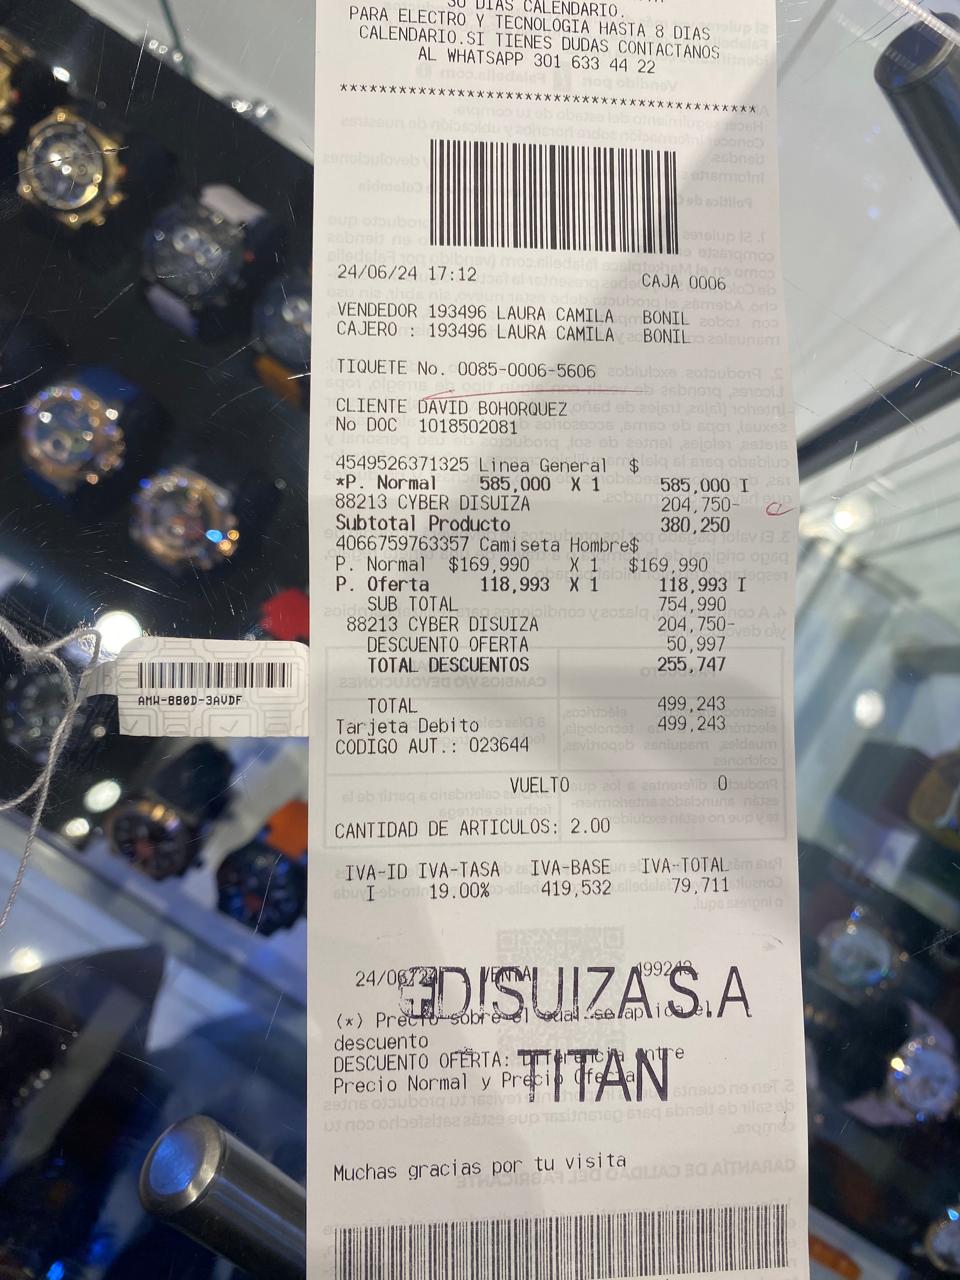 30 DIAS CALENDARIO.
PARA ELECTRO Y TECNOLOGIA HASTA 8 DIAS
CALENDARIO.SI TIENES DUDAS CONTACTANOS
AL WHATSAPP 301 633 44 22
******************************************
24/06/24 17:12 CAJA 0006
VENDEDOR 193496 LAURA CAMILA BONIL
CAJERO : 193496 LAURA CAMILA BONIL
TIQUETE No. 0085-0006-5606
CLIENTE DAVID BOHORQUEZ
No DOC 1018502081
4549526371325 Linea General $
*P. Normal 585,000 X 1 585,000 I
88213 CYBER DISUIZA 204,750-
Subtotal Producto 380,250
4066759763357 Camiseta Hombre$
P. Normal $169,990 X 1 $169,990
P. Oferta 118,993 X 1 118,993 I
SUB TOTAL 754,990
88213 CYBER DISUIZA 204,750-
DESCUENTO OFERTA 50,997
TOTAL DESCUENTOS 255,747
AMW-880D-3AVDF
TOTAL 499,243
Tarjeta Debito 499,243
CODIGO AUT.: 023644
VUELTO 0
CANTIDAD DE ARTICULOS: 2.00
IVA-ID IVA-TASA IVA-BASE IVA-TOTAL
I 19.00% 419,532 79,711
24/06/24 VENTA 499243
DISUIZA S.A
(*) Precio sobre el cual se aplica el
descuento
DESCUENTO OFERTA: Diferencia entre
TITAN
Precio Normal y Precio Oferta
Muchas gracias por tu visita